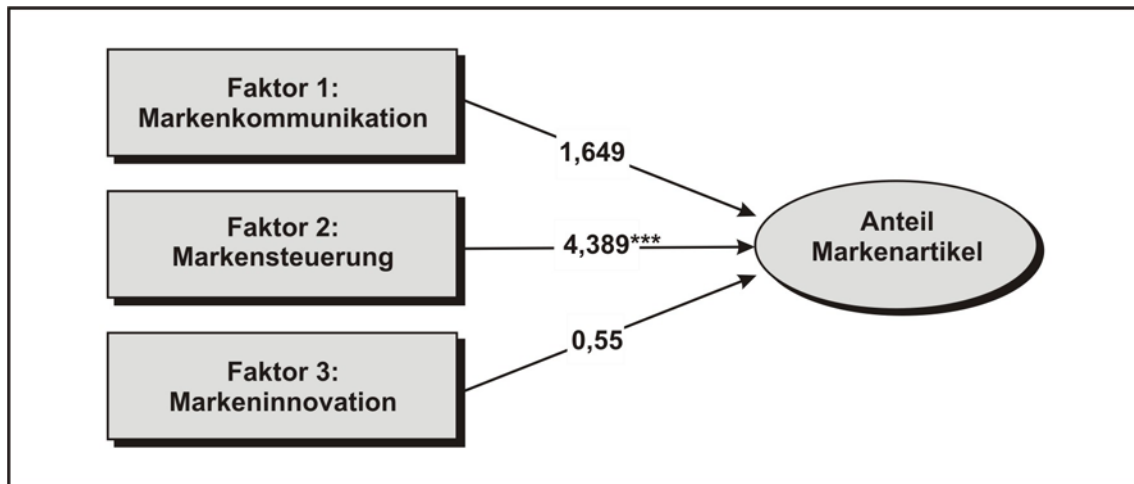 Faktor 1:
Markenkommunikation
1,649
Faktor 2:
Markensteuerung
4,389***
Anteil
Markenartikel
Faktor 3:
Markeninnovation
0,55